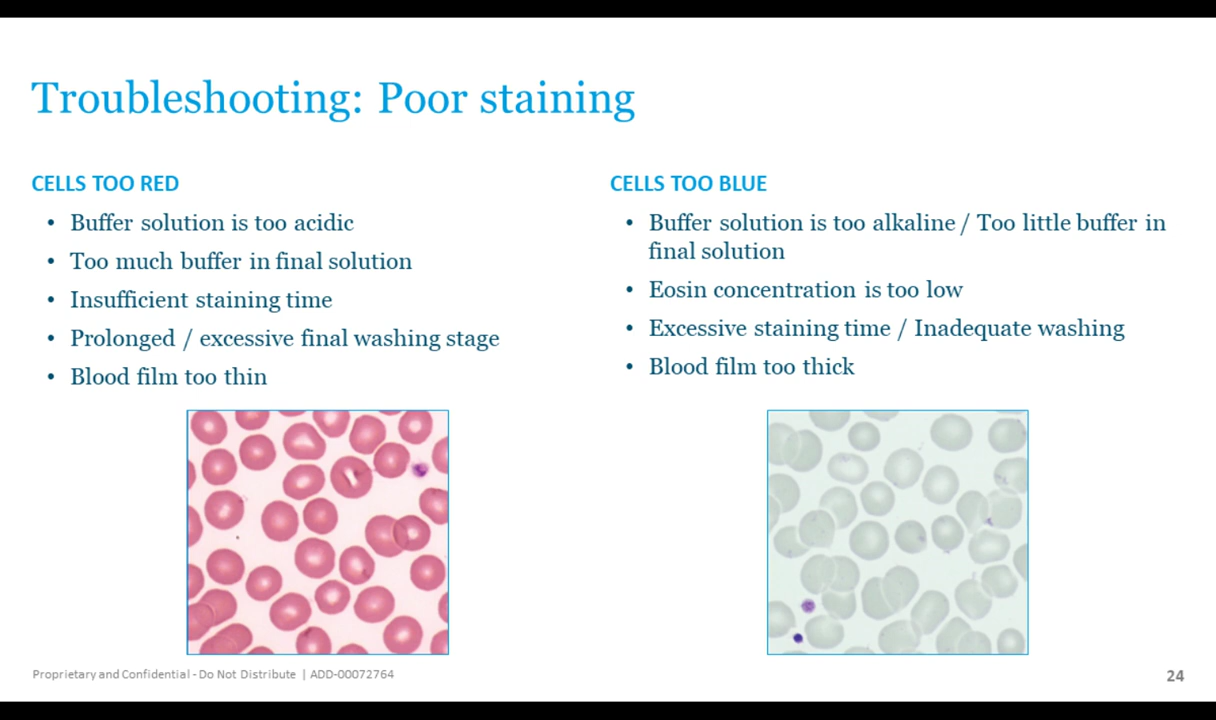 Troubleshooting: Poor staining
CELLS TOO RED
• Buffer solution is too acidic
• Too much buffer in final solution
• Insufficient staining time
• Prolonged / excessive final washing stage
• Blood film too thin
CELLS TOO BLUE
• Buffer solution is too alkaline / Too little buffer in
final solution
• Eosin concentration is too low
• Excessive staining time / Inadequate washing
• Blood film too thick
Proprietary and Confidential - Do Not Distribute | ADD-00072764
24